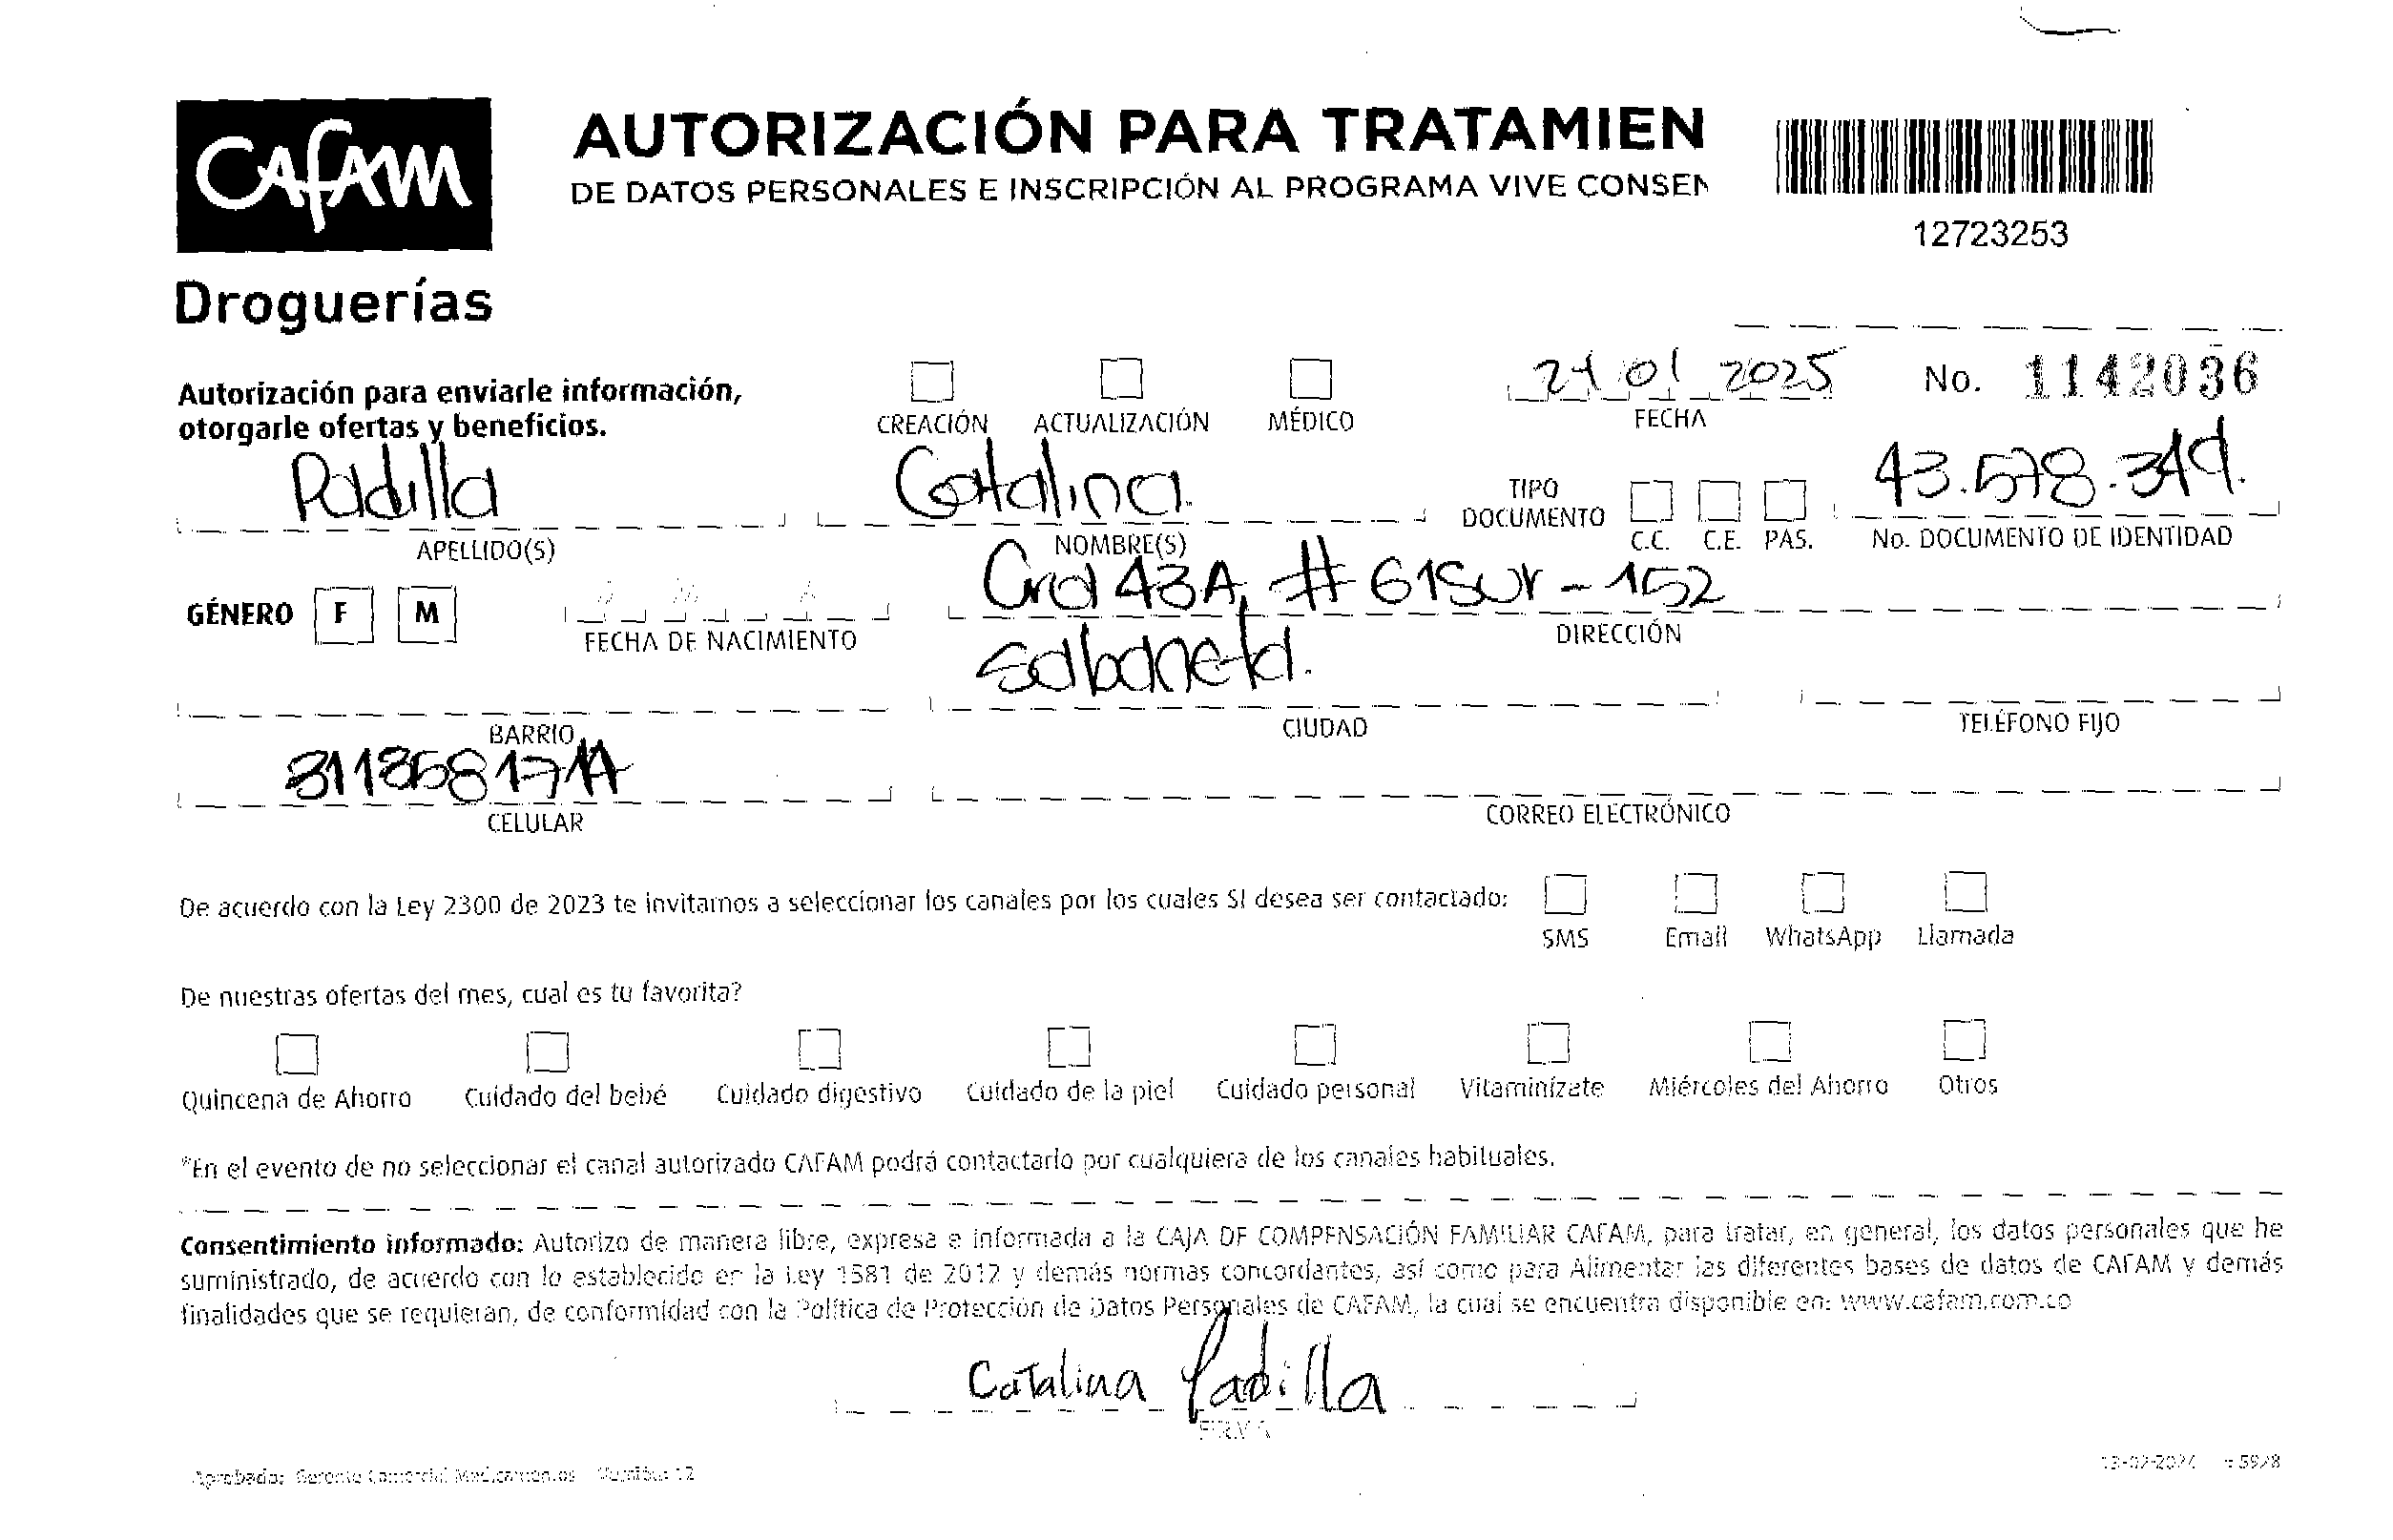 CAFAM
Droguerías
AUTORIZACIÓN PARA TRATAMIEN
DE DATOS PERSONALES E INSCRIPCIÓN AL PROGRAMA VIVE CONSEN
12723253
Autorización para enviarle información,
otorgarle ofertas y beneficios.
CREACIÓN ACTUALIZACIÓN MÉDICO
21 01 2025
FECHA
No. 1142036
Padilla Catalina.
APELLIDO(S) NOMBRE(S)
TIPO DOCUMENTO C.C. C.E. PAS.
43.578.319.
No. DOCUMENTO DE IDENTIDAD
GÉNERO F M
FECHA DE NACIMIENTO
Cra 43A, # 61SUR - 152
DIRECCIÓN
Sabaneta.
BARRIO CIUDAD TELÉFONO FIJO
CELULAR CORREO ELECTRÓNICO
De acuerdo con la Ley 2300 de 2023 te invitamos a seleccionar los canales por los cuales SI desea ser contactado:
SMS Email WhatsApp Llamada
De nuestras ofertas del mes, cual es tu favorita?
Quincena de Ahorro Cuidado del bebé Cuidado digestivo Cuidado de la piel Cuidado personal Vitaminízate Miércoles del Ahorro Otros
*En el evento de no seleccionar el canal autorizado CAFAM podrá contactarlo por cualquiera de los canales habituales.
Consentimiento informado: Autorizo de manera libre, expresa e informada a la CAJA DE COMPENSACIÓN FAMILIAR CAFAM, para tratar, en general, los datos personales que he
suministrado, de acuerdo con lo establecido en la Ley 1581 de 2012 y demás normas concordantes, así como para Alimentar las diferentes bases de datos de CAFAM y demás
finalidades que se requieran, de conformidad con la Política de Protección de Datos Personales de CAFAM, la cual se encuentra disponible en: www.cafam.com.co
Catalina Padilla
FIRMA
Aprobado: Gerente Comercial Medicamentos Versión: 12